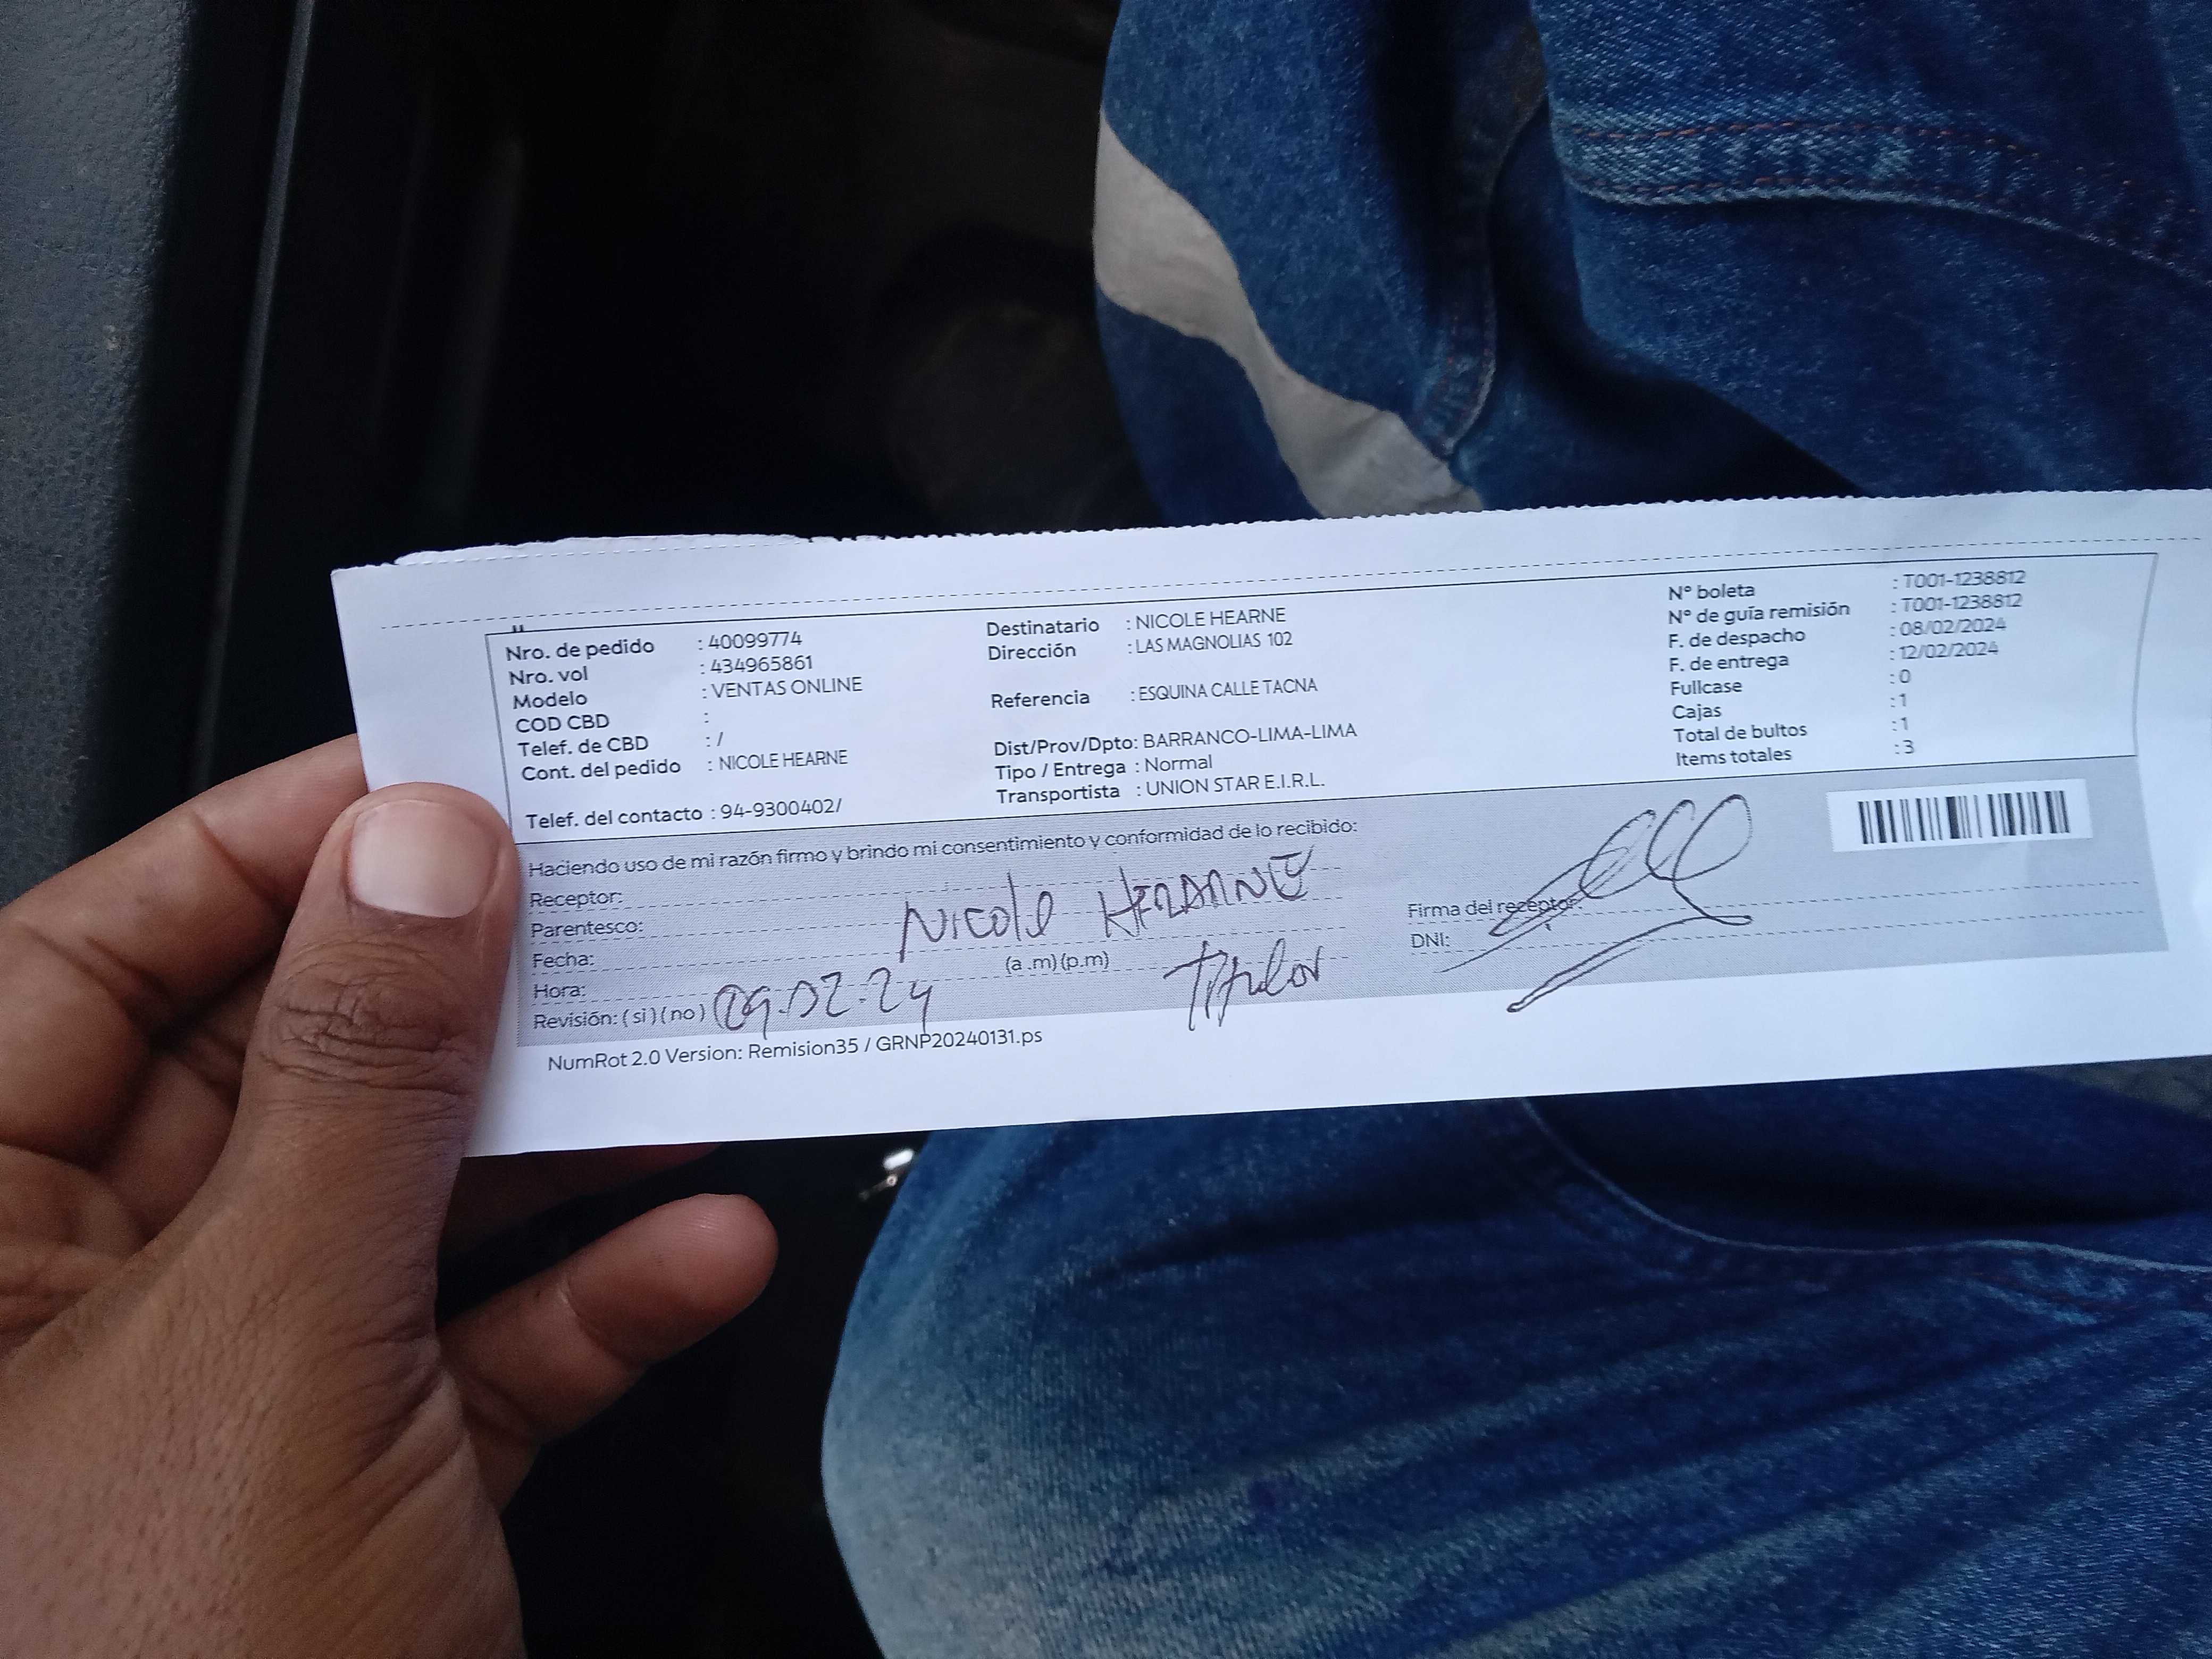 Nro. de pedido : 40099774
Nro. vol : 434965861
Modelo : VENTAS ONLINE
COD CBD :
Telef. de CBD : /
Cont. del pedido : NICOLE HEARNE
Telef. del contacto : 94-9300402/
Destinatario : NICOLE HEARNE
Dirección : LAS MAGNOLIAS 102
Referencia : ESQUINA CALLE TACNA
Dist/Prov/Dpto: BARRANCO-LIMA-LIMA
Tipo / Entrega : Normal
Transportista : UNION STAR E.I.R.L.
N° boleta : T001-1238812
N° de guía remisión : T001-1238812
F. de despacho : 08/02/2024
F. de entrega : 12/02/2024
Fullcase : 0
Cajas : 1
Total de bultos : 1
Items totales : 3
Haciendo uso de mi razón firmo y brindo mi consentimiento y conformidad de lo recibido:
Receptor:
Nicole HEARNE
Parentesco:
Titular
Fecha:
09.02.24
Hora: (a .m) (p.m)
Revisión: ( si ) ( no )
Firma del receptor:
DNI:
NumRot 2.0 Version: Remision35 / GRNP20240131.ps